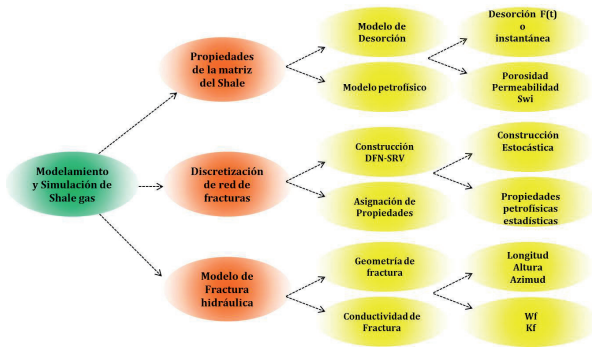 Modelamiento
y Simulación de
Shale gas
Propiedades
de la matriz
del Shale
Modelo de
Desorción
Modelo petrofísico
Desorción F(t)
o
instantánea
Porosidad
Permeabilidad
Swi
Discretización
de red de
fracturas
Construcción
DFN-SRV
Asignación de
Propiedades
Construcción
Estocástica
Propiedades
petrofísicas
estadísticas
Modelo de
Fractura
hidráulica
Geometría de
fractura
Conductividad de
Fractura
Longitud
Altura
Azimud
Wf
Kf